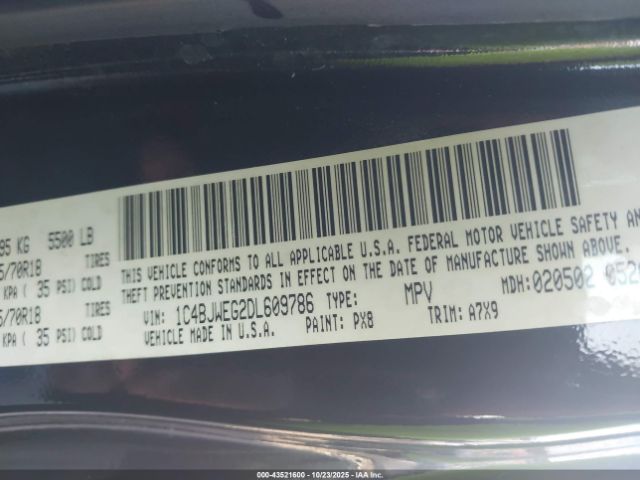 85 KG 5500 LB
5/70R18 TIRES
KPA ( 35 PSI) COLD
5/70R18 TIRES
KPA ( 35 PSI) COLD
THIS VEHICLE CONFORMS TO ALL APPLICABLE U.S.A. FEDERAL MOTOR VEHICLE SAFETY AN
THEFT PREVENTION STANDARDS IN EFFECT ON THE DATE OF MANUFACTURE SHOWN ABOVE.
VIN: 1C4BJWEG2DL609786 TYPE: MPV MDH: 020502 052
VEHICLE MADE IN U.S.A. PAINT: PX8 TRIM: A7X9
000-43521600 | 10/23/2025 | Copyright © IAA, LLC